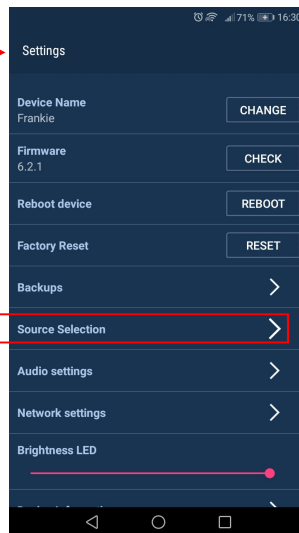 71% 16:30
Settings
Device Name
Frankie
CHANGE
Firmware
6.2.1
CHECK
Reboot device
REBOOT
Factory Reset
RESET
Backups
Source Selection
Audio settings
Network settings
Brightness LED